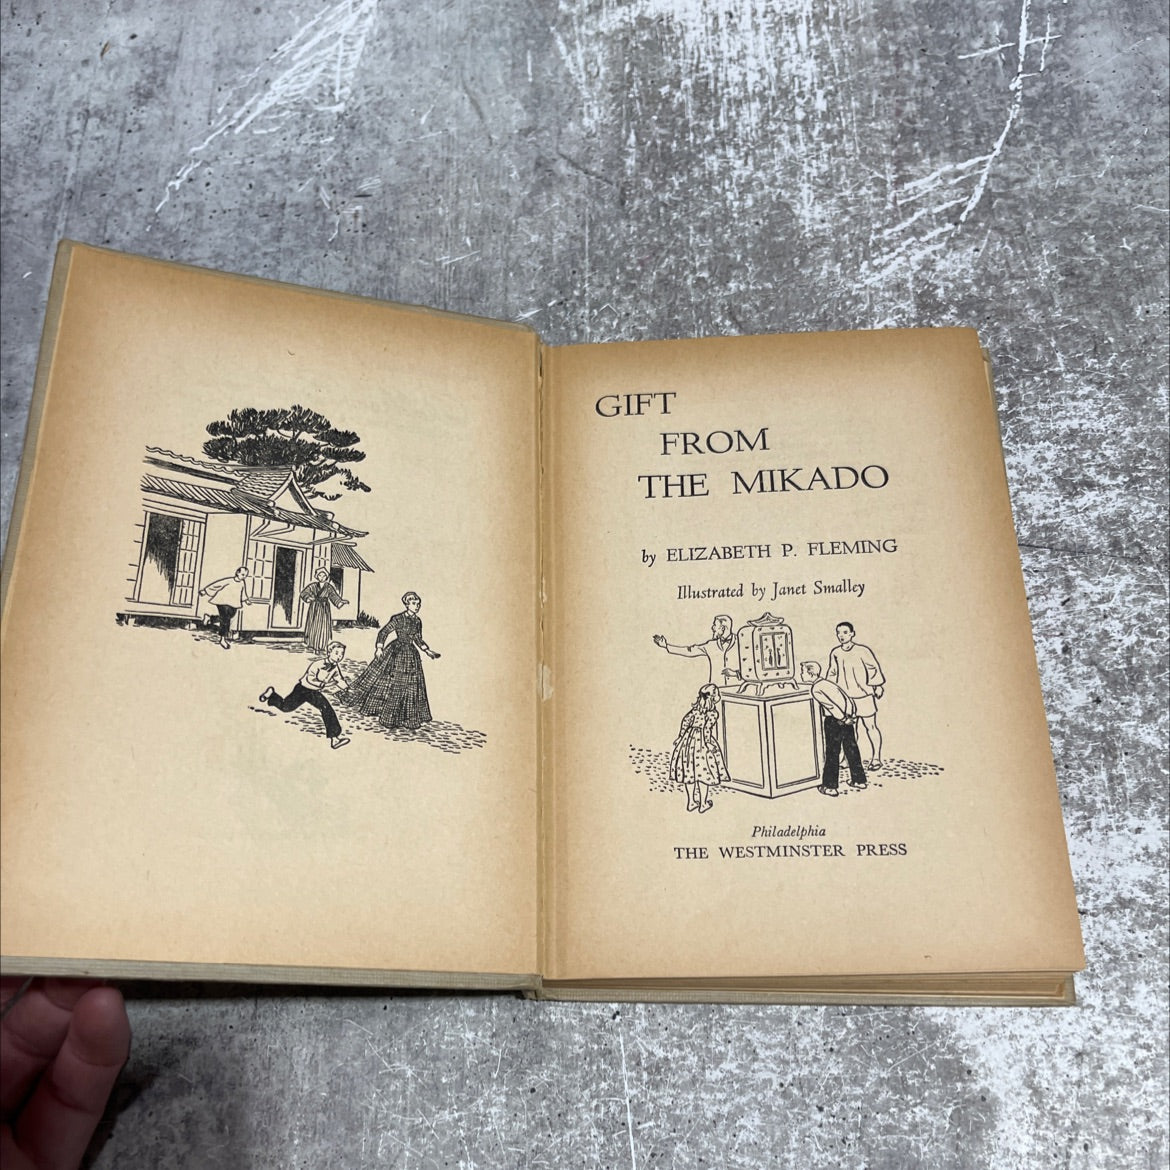 GIFT
FROM
THE MIKADO
by ELIZABETH P. FLEMING
Illustrated by Janet Smalley
Philadelphia
THE WESTMINSTER PRESS